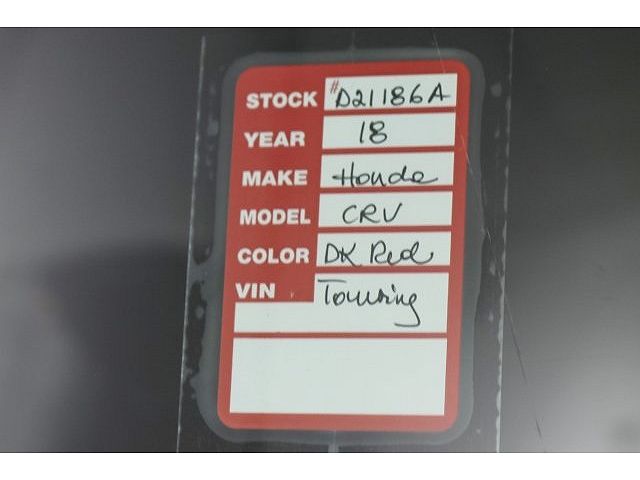 STOCK #D21186A
YEAR 18
MAKE Honda
MODEL CRV
COLOR DK Red
VIN Touring